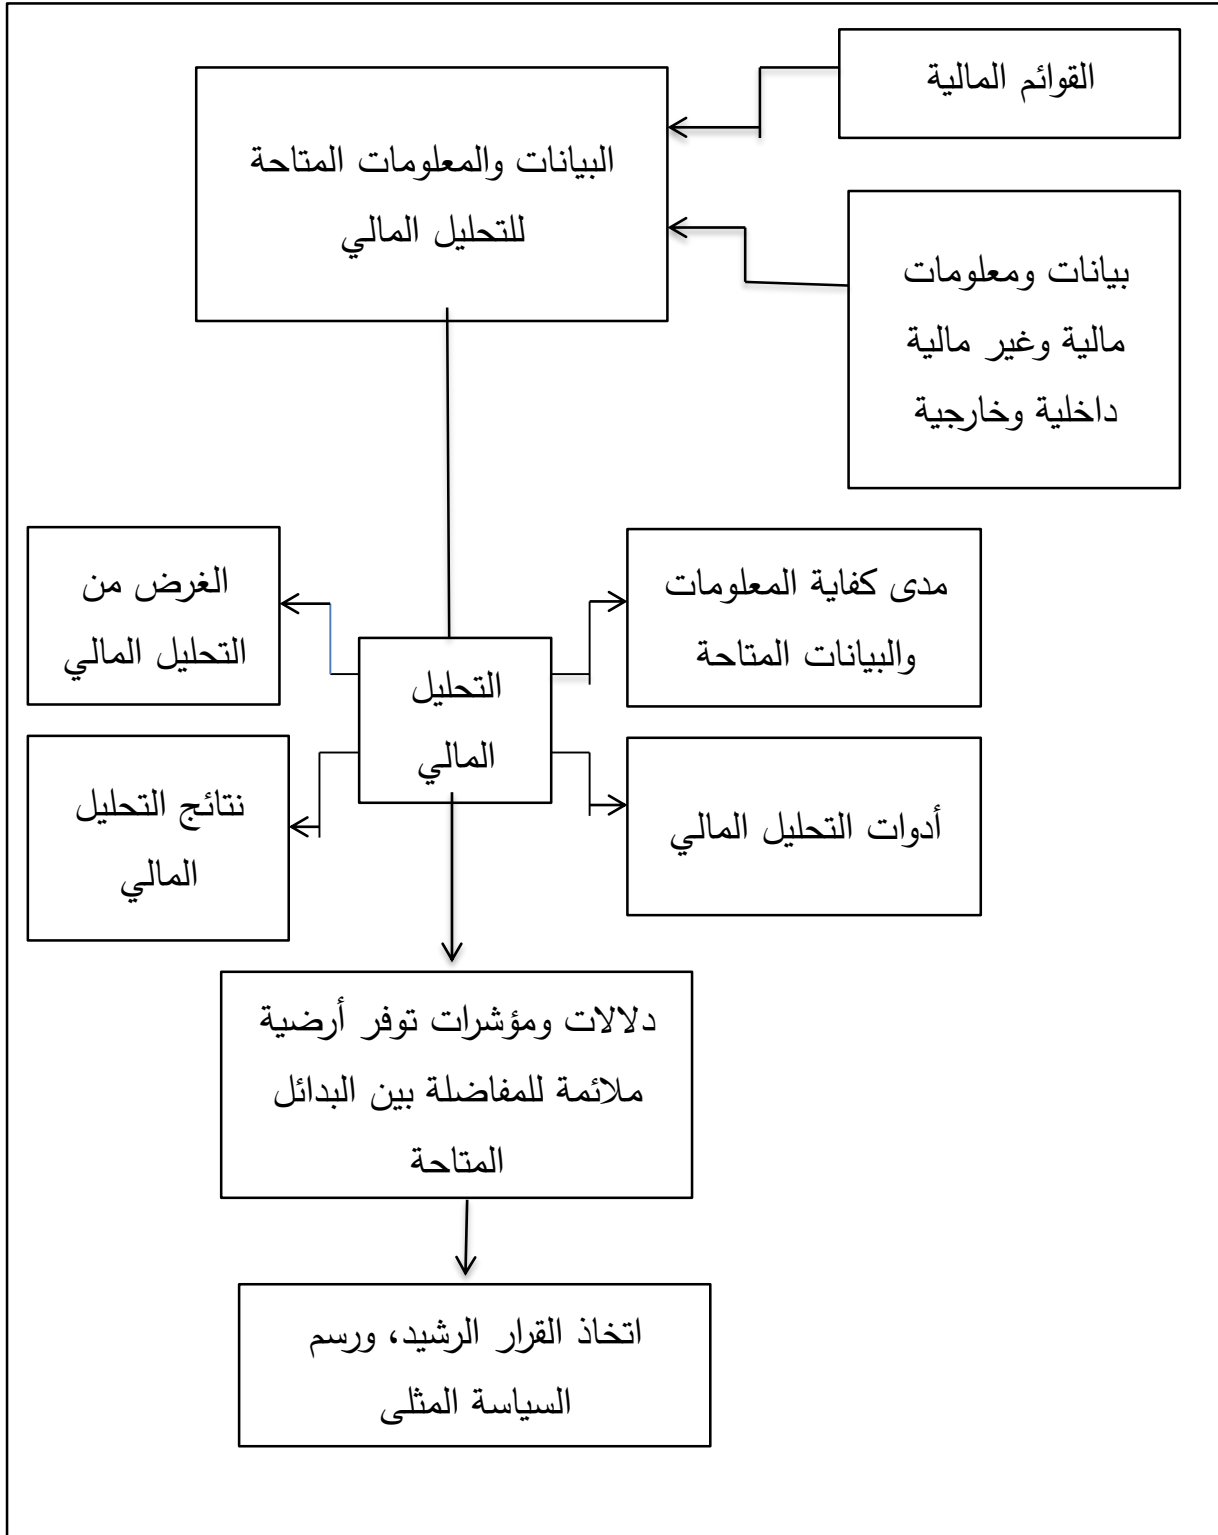 القوائم المالية
البيانات والمعلومات المتاحة
للتحليل المالي
بيانات ومعلومات
مالية وغير مالية
داخلية وخارجية
مدى كفاية المعلومات
والبيانات المتاحة
الغرض من
التحليل المالي
التحليل
المالي
أدوات التحليل المالي
نتائج التحليل
المالي
دلالات ومؤشرات توفر أرضية
ملائمة للمفاضلة بين البدائل
المتاحة
اتخاذ القرار الرشيد، ورسم
السياسة المثلى